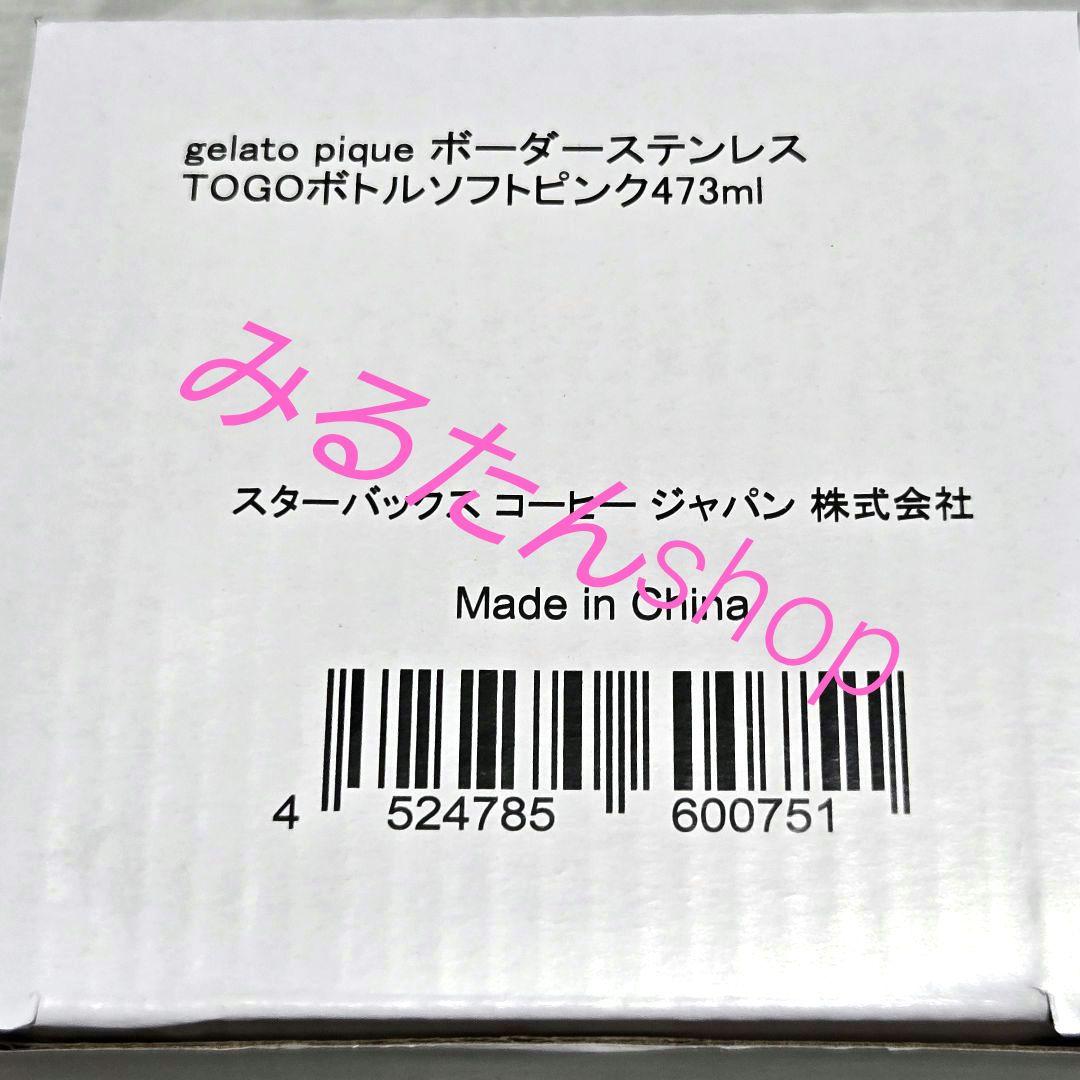 gelato pique ボーダーステンレス
TOGOボトルソフトピンク473ml
みるたんshop
スターバックス コーヒー ジャパン 株式会社
Made in China
4 524785 600751